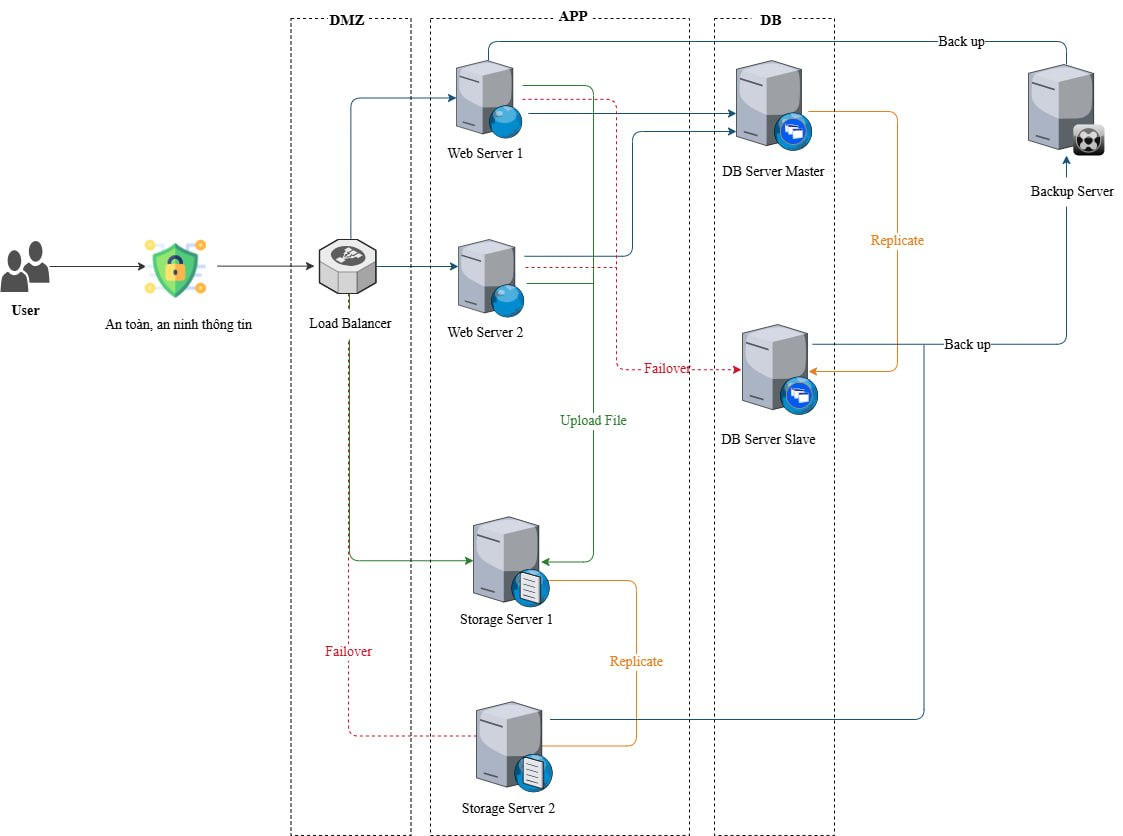 DMZ
APP
DB
Back up
Web Server 1
DB Server Master
Backup Server
Replicate
User
An toàn, an ninh thông tin
Load Balancer
Web Server 2
Back up
Failover
Upload File
DB Server Slave
Storage Server 1
Failover
Replicate
Storage Server 2